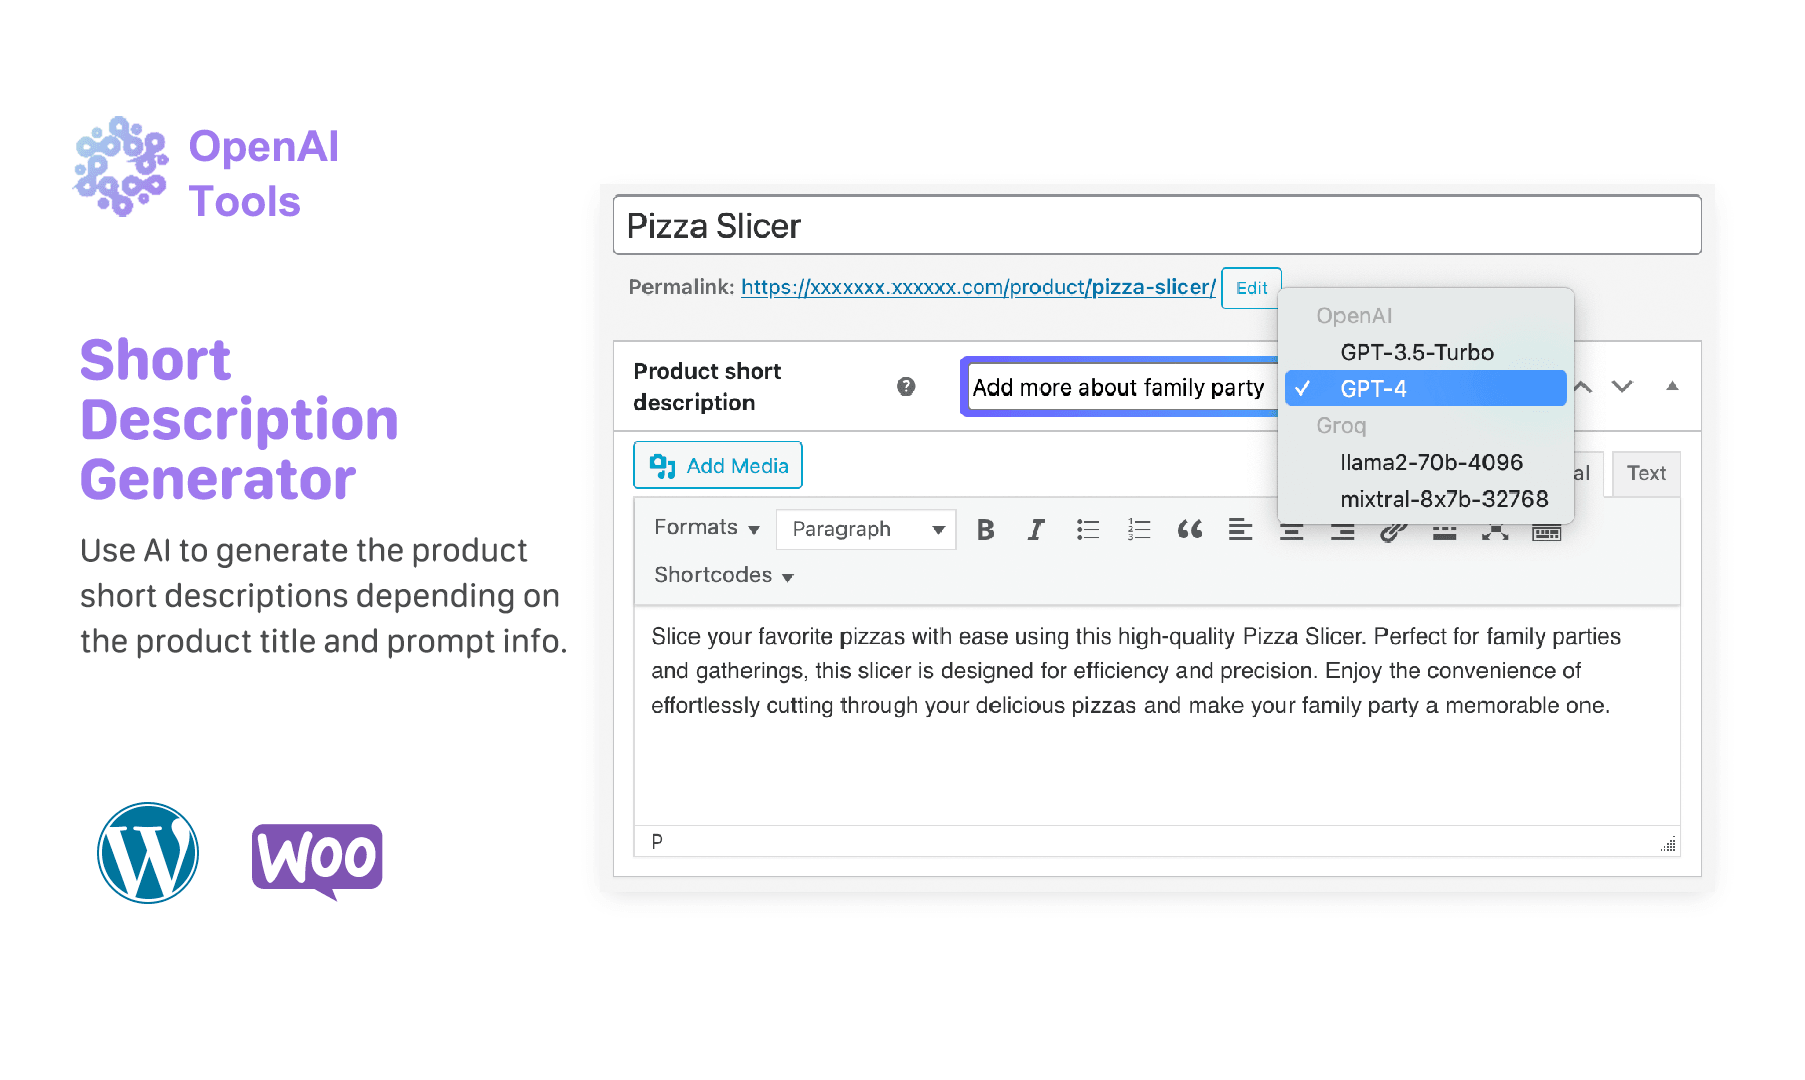 OpenAI
Tools
Short
Description
Generator
Use AI to generate the product
short descriptions depending on
the product title and prompt info.
W
Woo
Pizza Slicer
Permalink: https://xxxxxxx.xxxxxx.com/product/pizza-slicer/ Edit
Product short
description
?
Add more about family party
OpenAI
GPT-3.5-Turbo
✓ GPT-4
Groq
llama2-70b-4096
mixtral-8x7b-32768
Add Media
al
Text
Formats
Paragraph
B
I
Shortcodes
Slice your favorite pizzas with ease using this high-quality Pizza Slicer. Perfect for family parties
and gatherings, this slicer is designed for efficiency and precision. Enjoy the convenience of
effortlessly cutting through your delicious pizzas and make your family party a memorable one.
P